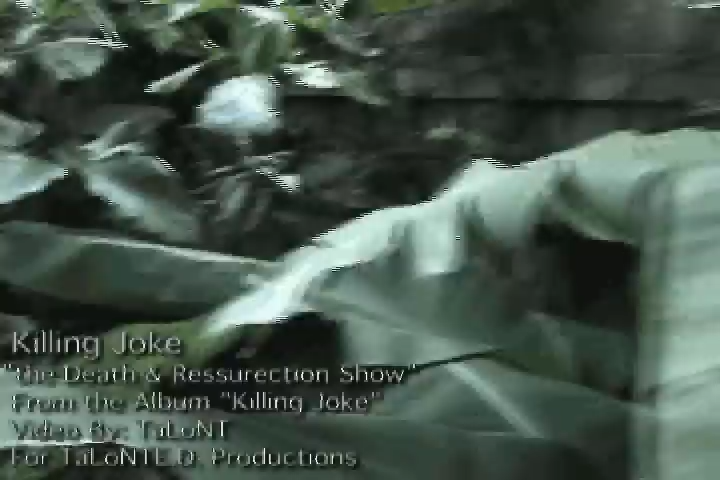 Killing Joke
"the Death & Ressurection Show"
From the Album "Killing Joke"
Video By: TaLoNT
For TaLoNTE.D. Productions